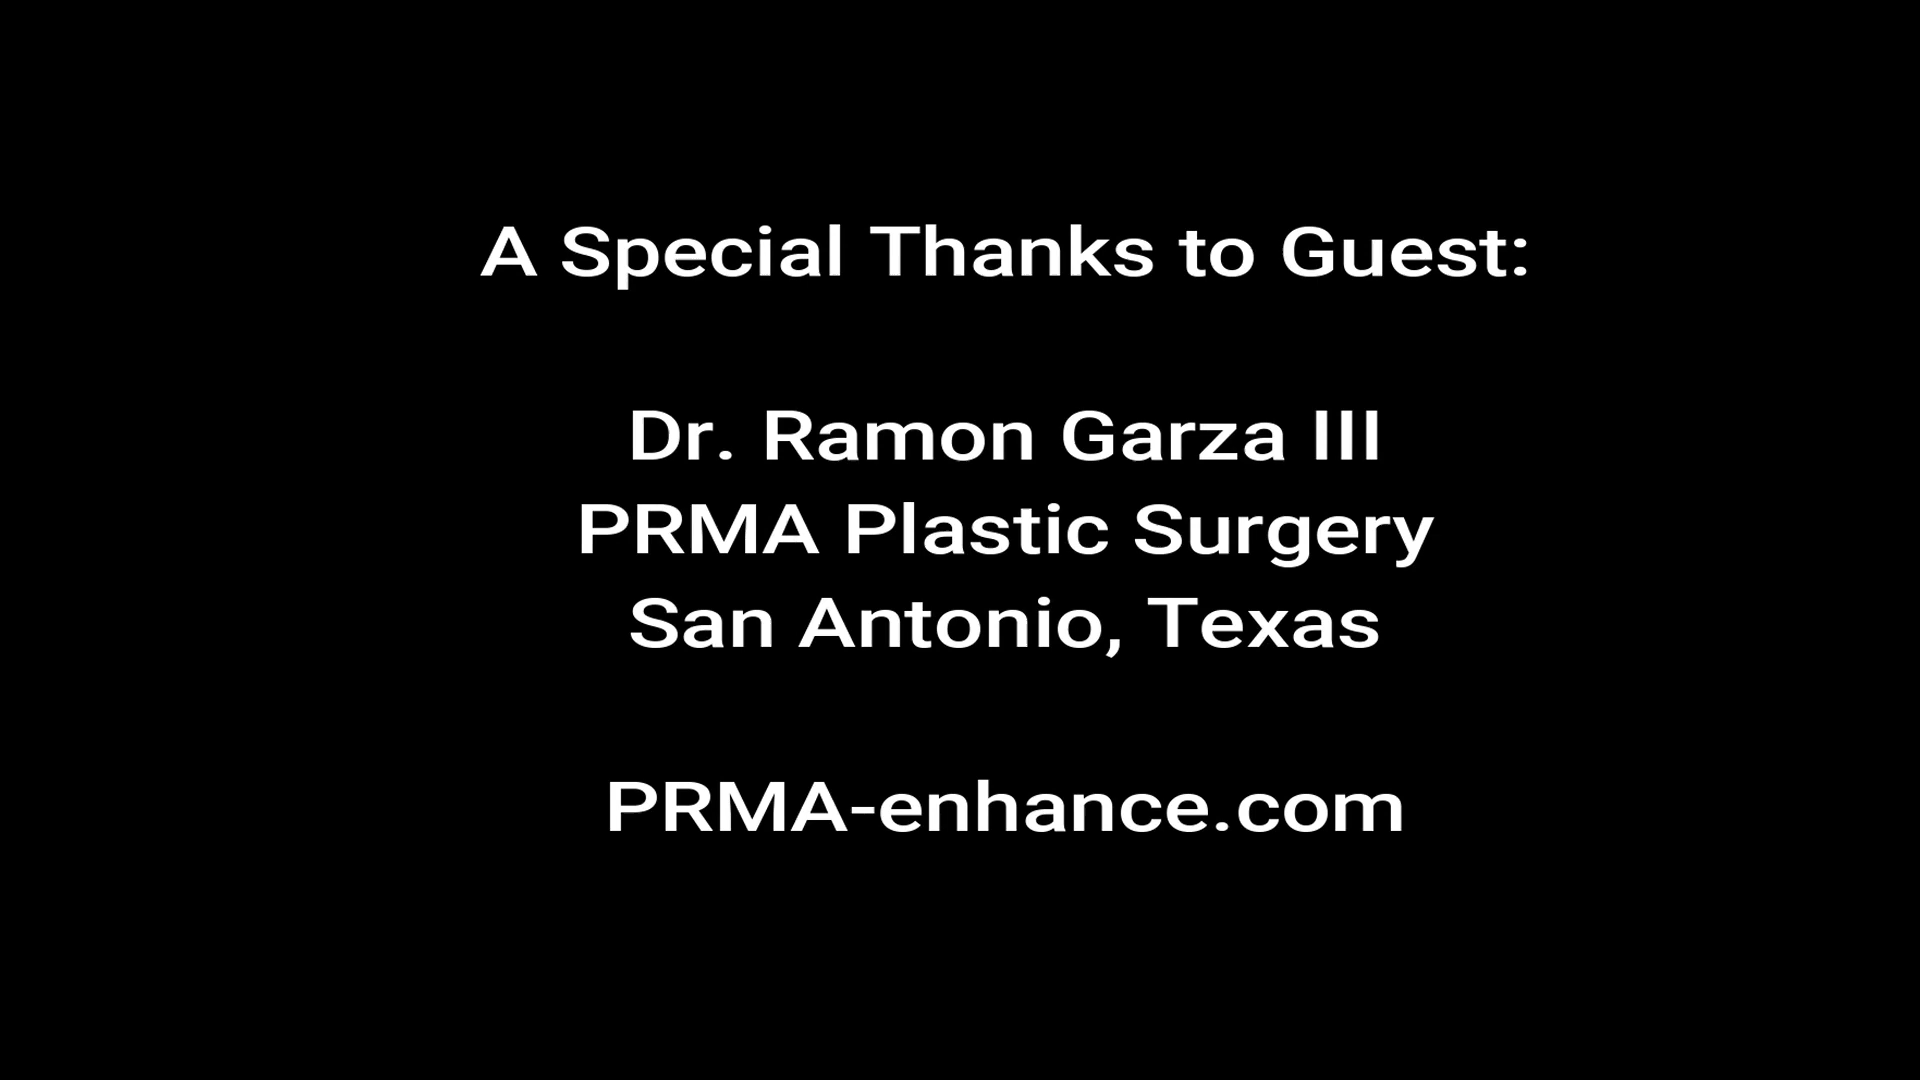 A Special Thanks to Guest:
Dr. Ramon Garza III
PRMA Plastic Surgery
San Antonio, Texas
PRMA-enhance.com